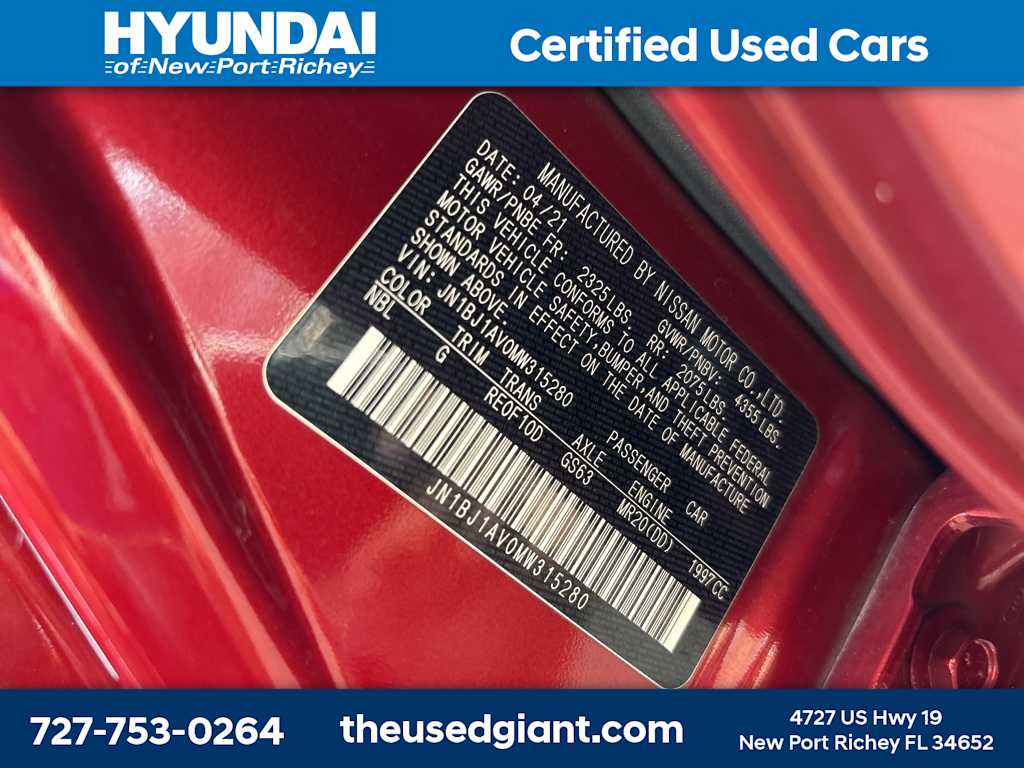 HYUNDAI
of New Port Richey
Certified Used Cars
MANUFACTURED BY NISSAN MOTOR CO.,LTD.
DATE: 04/21 GVWR/PNBV: 4355LBS.
GAWR/PNBE FR: 2325LBS. RR: 2075LBS.
THIS VEHICLE CONFORMS TO ALL APPLICABLE FEDERAL
MOTOR VEHICLE SAFETY,BUMPER,AND THEFT PREVENTION
STANDARDS IN EFFECT ON THE DATE OF MANUFACTURE
SHOWN ABOVE.
VIN: JN1BJ1AV0MW315280 PASSENGER CAR
COLOR TRIM TRANS AXLE ENGINE
NBL G RE0FT0D GS63 MR20(DD) 1997CC
JN1BJ1AV0MW315280
727-753-0264
theusedgiant.com
4727 US Hwy 19
New Port Richey FL 34652